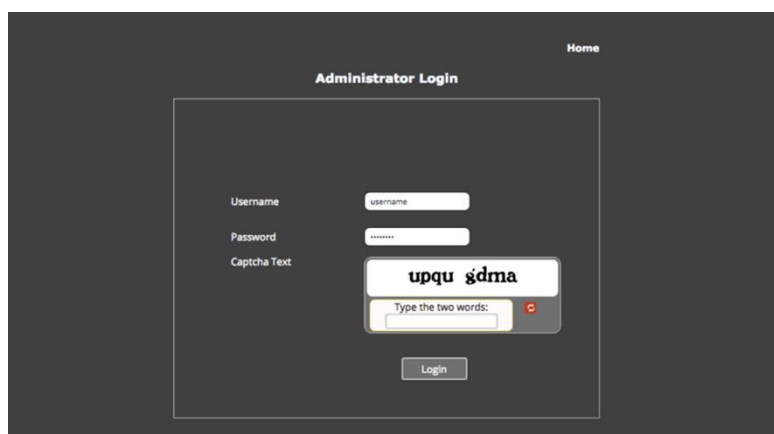 Home
Administrator Login
Username username
Password ••••••••
Captcha Text
upqu gdma
Type the two words:
Login